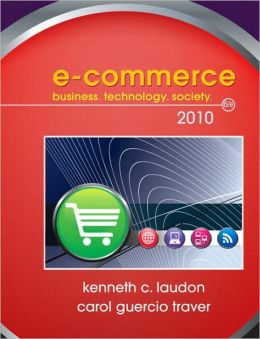 e-commerce
business. technology. society.
6/e
2010
kenneth c. laudon
carol guercio traver